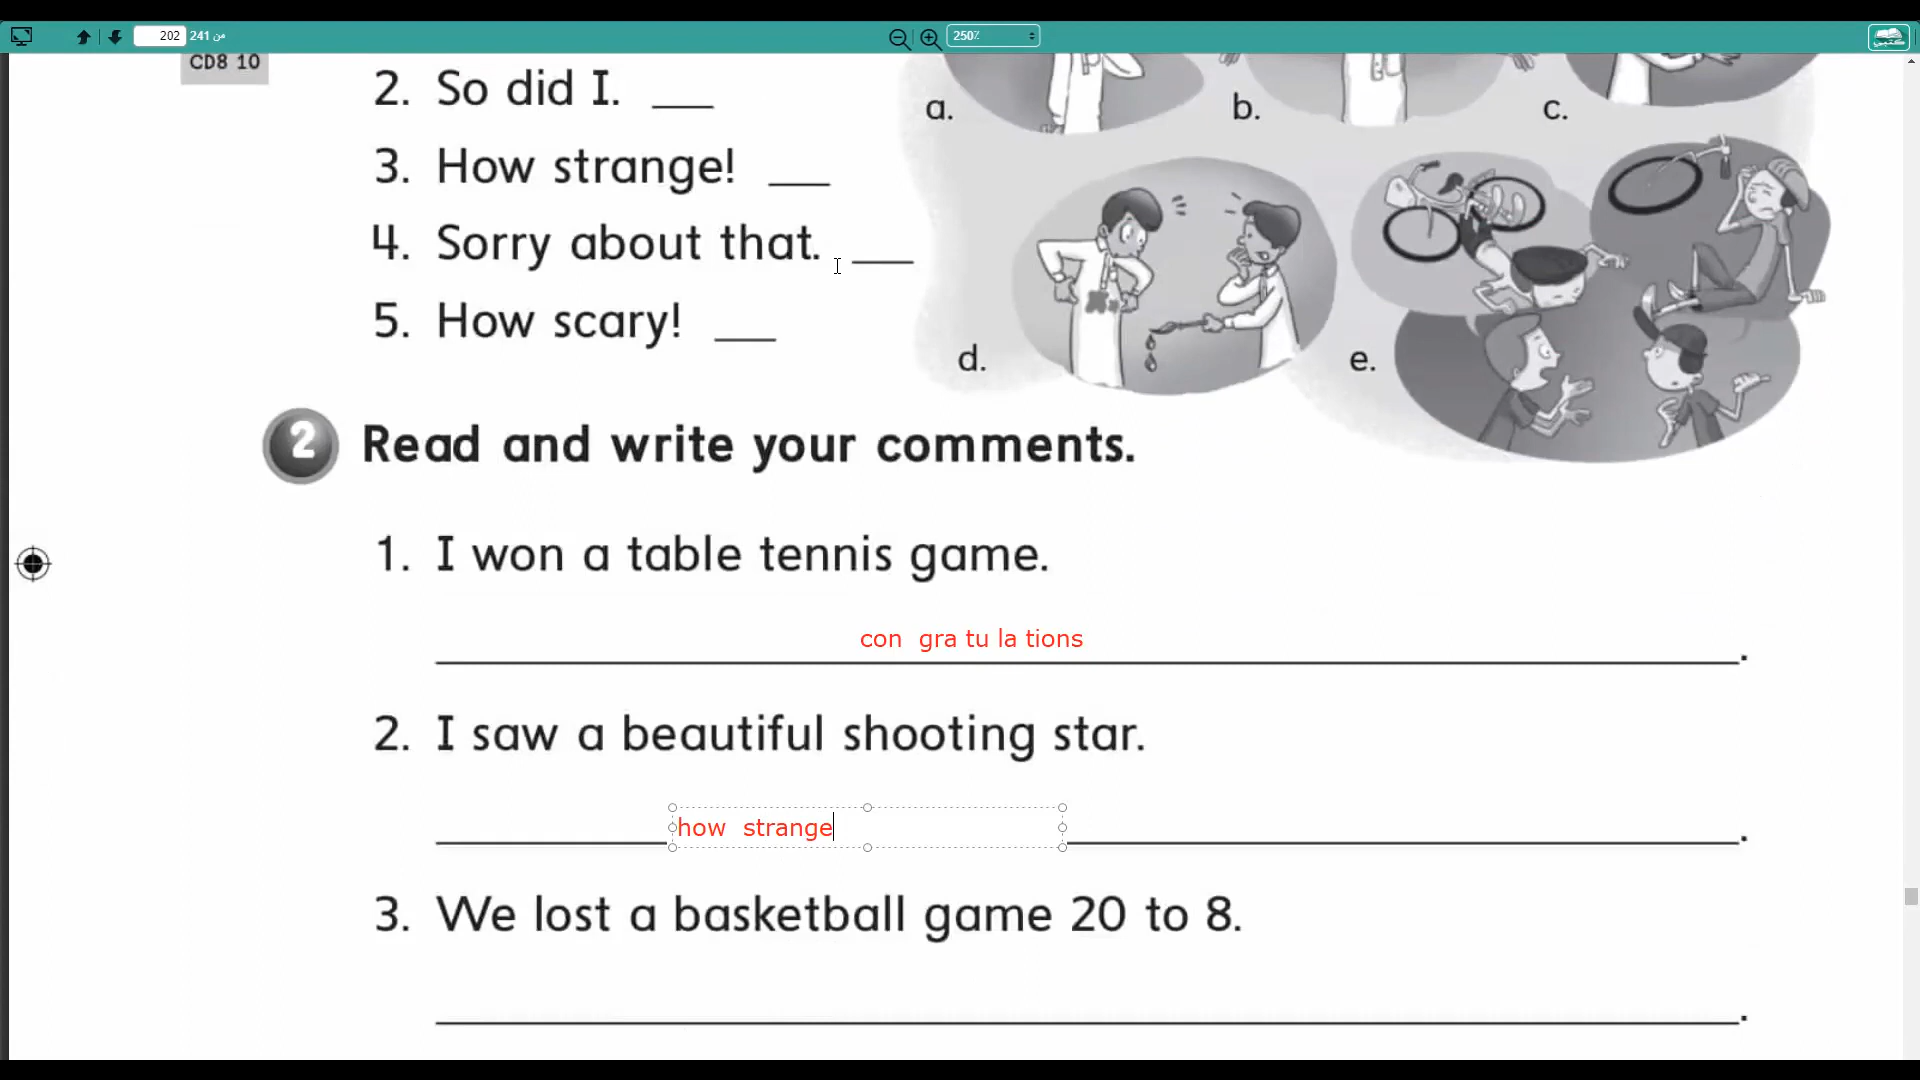 202 من 241 250٪
CD8 10
2. So did I. ___
3. How strange! ___
4. Sorry about that. ___
5. How scary! ___
a. b. c.
d. e.
2 Read and write your comments.
1. I won a table tennis game.
con gra tu la tions .
2. I saw a beautiful shooting star.
how strange .
3. We lost a basketball game 20 to 8.
.